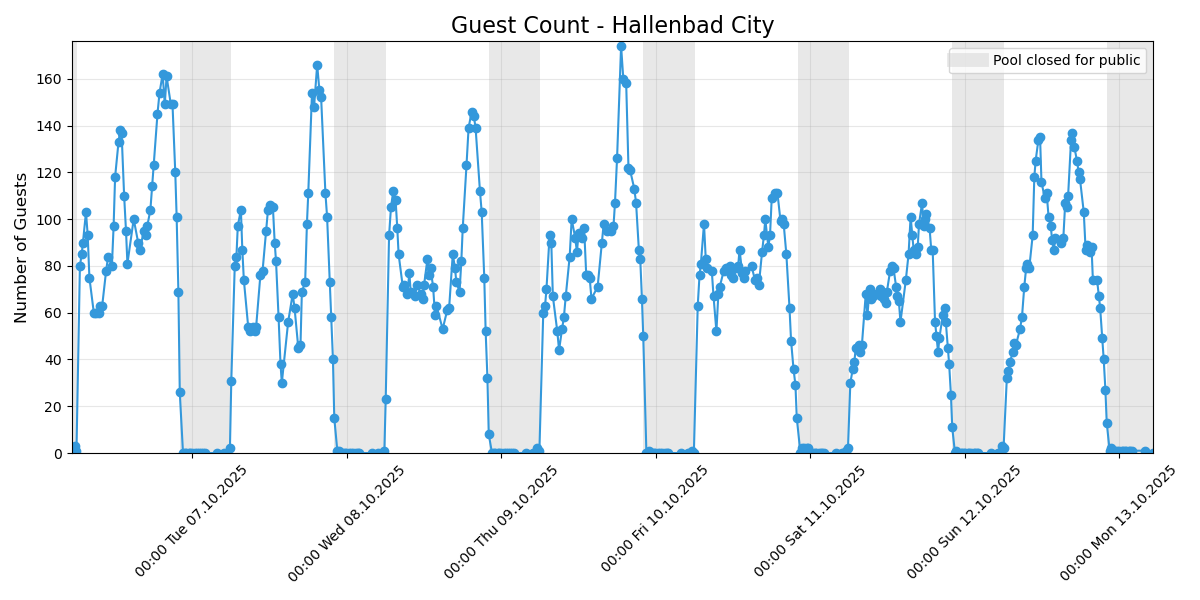 Guest Count - Hallenbad City
Pool closed for public
Number of Guests
160
140
120
100
80
60
40
20
0
00:00 Tue 07.10.2025
00:00 Wed 08.10.2025
00:00 Thu 09.10.2025
00:00 Fri 10.10.2025
00:00 Sat 11.10.2025
00:00 Sun 12.10.2025
00:00 Mon 13.10.2025